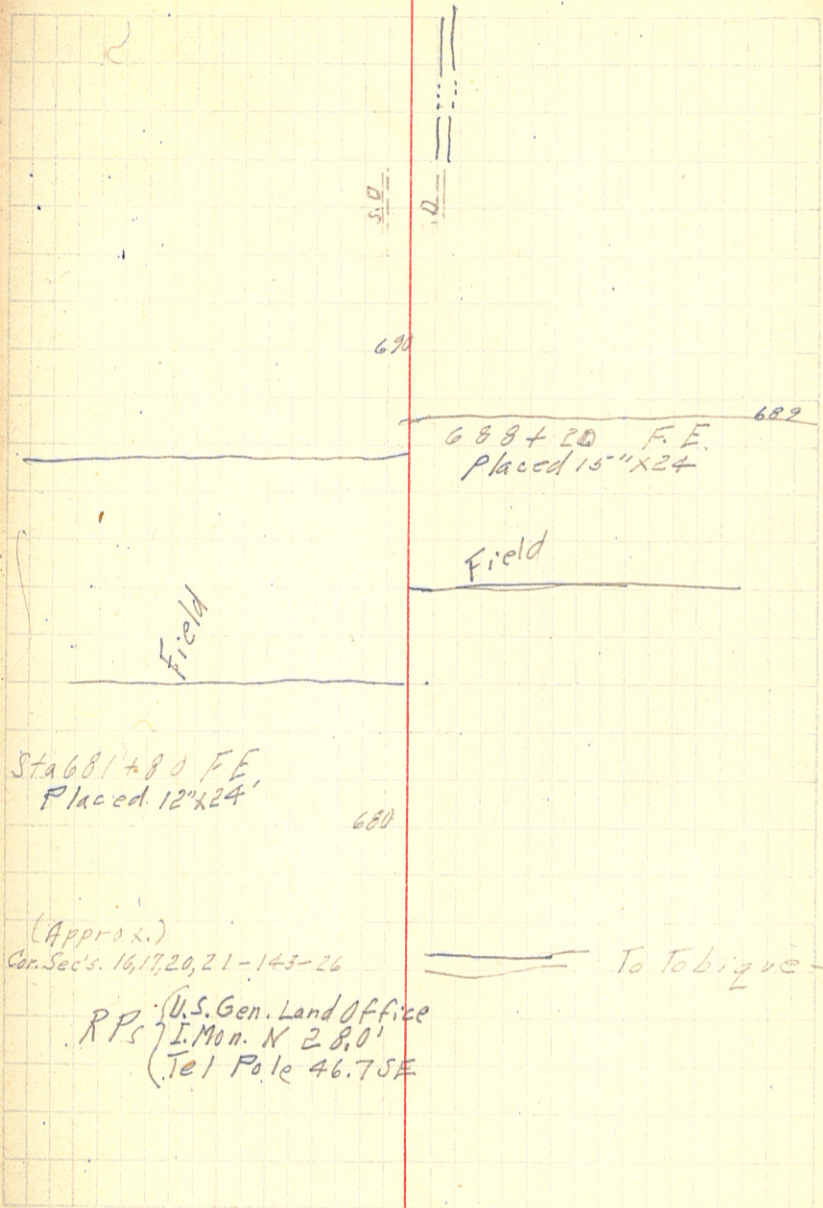 S.D
D
690
689
688+20 F.E.
Placed 15"x24
Field
Field
Sta 681+80 F E,
Placed 12"x24'
680
(Approx.)
Cor. Sec's. 16,17,20,21-143-26
To Tobique-
RPs { U.S. Gen. Land Office
I. Mon. N 28.0'
Tel Pole 46.7 SE